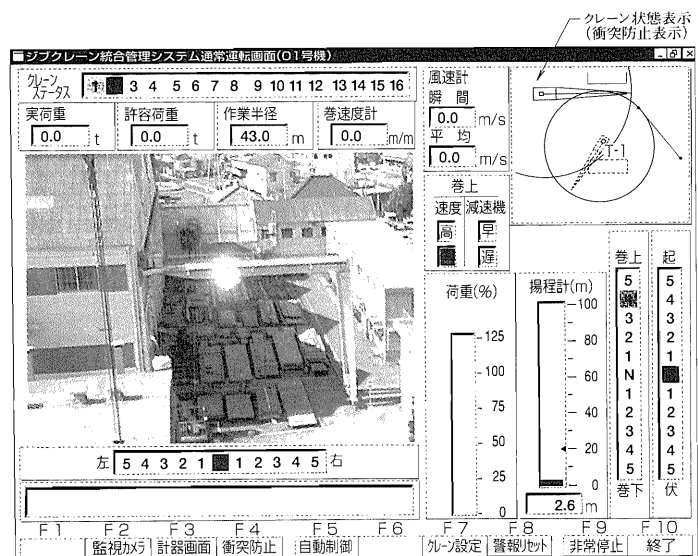 クレーン状態表示
(衝突防止表示)
ジブクレーン統合管理システム通常運転画面(01号機)
クレーン
ステータス
1 3 4 5 6 7 8 9 10 11 12 13 14 15 16
実荷重
0.0 t
許容荷重
0.0 t
作業半径
43.0 m
巻速度計
0.0 m/m
風速計
瞬 間
0.0 m/s
平 均
0.0 m/s
T-1
巻上
速度 減速機
高 早
遅
荷重(%)
125
100
75
50
25
0
揚程計(m)
100
80
60
40
20
0
2.6 m
巻上
5
3
2
1
N
1
2
3
4
5
巻下
起
5
4
3
2
1
1
2
3
4
5
伏
左 5 4 3 2 1 1 2 3 4 5 右
F1 F2 F3 F4 F5 F6 F7 F8 F9 F10
監視カメラ 計器画面 衝突防止 自動制御 クレーン設定 警報リセット 非常停止 終了